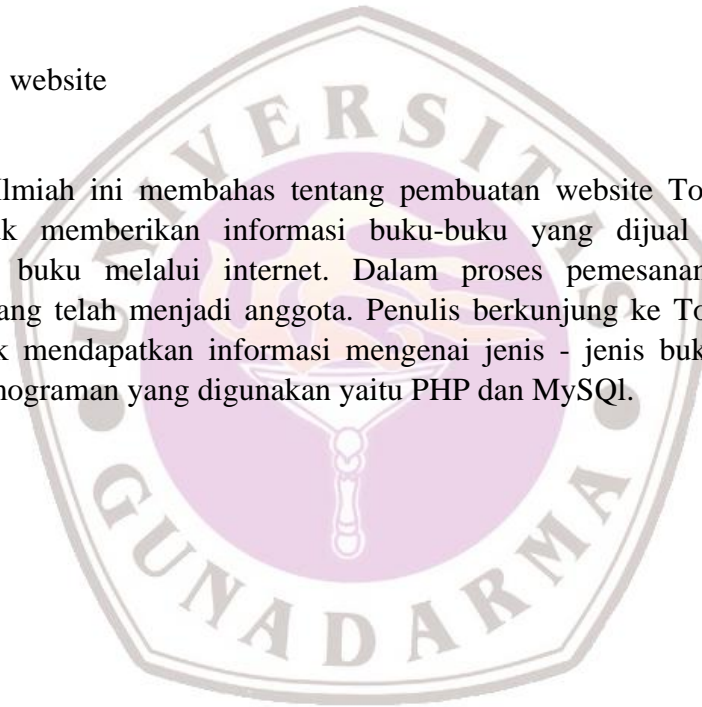 website
Ilmiah ini membahas tentang pembuatan website To
k memberikan informasi buku-buku yang dijual
buku melalui internet. Dalam proses pemesanan
ang telah menjadi anggota. Penulis berkunjung ke To
k mendapatkan informasi mengenai jenis - jenis buk
nograman yang digunakan yaitu PHP dan MySQl.
UNIVERSITAS
GUNADARMA